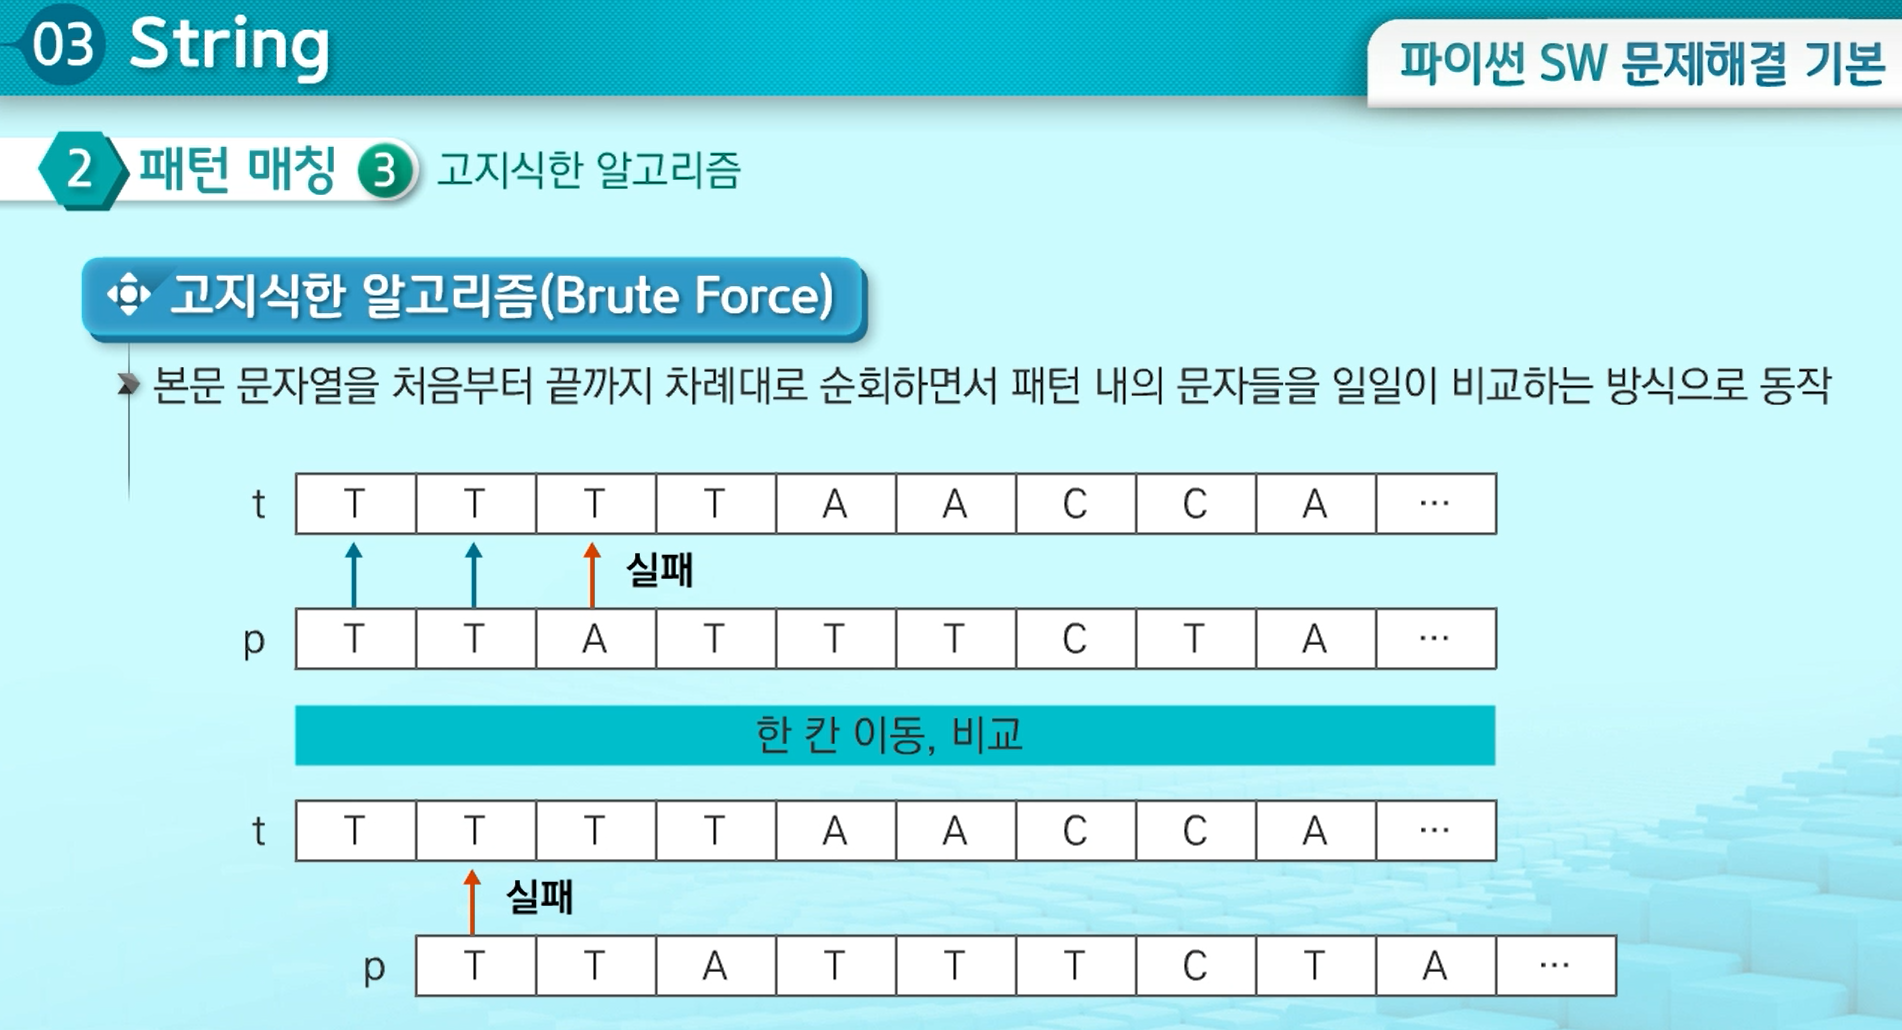 03 String
파이썬 SW 문제해결 기본
2 패턴 매칭 3 고지식한 알고리즘
고지식한 알고리즘(Brute Force)
본문 문자열을 처음부터 끝까지 차례대로 순회하면서 패턴 내의 문자들을 일일이 비교하는 방식으로 동작
t T T T T A A C C A …
실패
p T T A T T T C T A …
한 칸 이동, 비교
t T T T T A A C C A …
실패
p T T A T T T C T A …